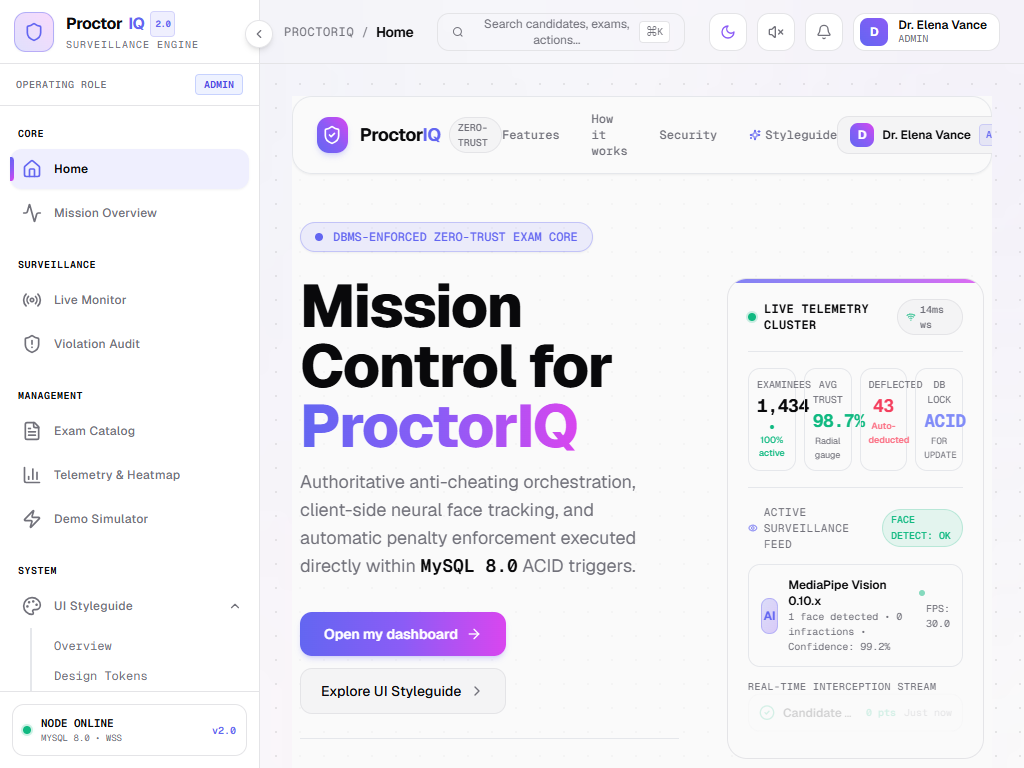 Proctor IQ 2.0
SURVEILLANCE ENGINE
OPERATING ROLE ADMIN
CORE
Home
Mission Overview
SURVEILLANCE
Live Monitor
Violation Audit
MANAGEMENT
Exam Catalog
Telemetry & Heatmap
Demo Simulator
SYSTEM
UI Styleguide
Overview
Design Tokens
NODE ONLINE
MYSQL 8.0 • WSS
v2.0
PROCTORIQ / Home
Search candidates, exams,
actions...
⌘K
D
Dr. Elena Vance
ADMIN
ProctorIQ
ZERO-
TRUST
Features
How
it
works
Security
Styleguide
D Dr. Elena Vance A
DBMS-ENFORCED ZERO-TRUST EXAM CORE
Mission
Control for
ProctorIQ
Authoritative anti-cheating orchestration,
client-side neural face tracking, and
automatic penalty enforcement executed
directly within MySQL 8.0 ACID triggers.
Open my dashboard
Explore UI Styleguide
LIVE TELEMETRY
CLUSTER
14ms
ws
EXAMINEES
1,434
•
100%
active
AVG
TRUST
98.7%
Radial
gauge
DEFLECTED
43
Auto-
deducted
DB
LOCK
ACID
FOR
UPDATE
ACTIVE
SURVEILLANCE
FEED
FACE
DETECT: OK
AI
MediaPipe Vision
0.10.x
1 face detected • 0
infractions •
Confidence: 99.2%
FPS:
30.0
REAL-TIME INTERCEPTION STREAM
Candidate ... 0 pts Just now